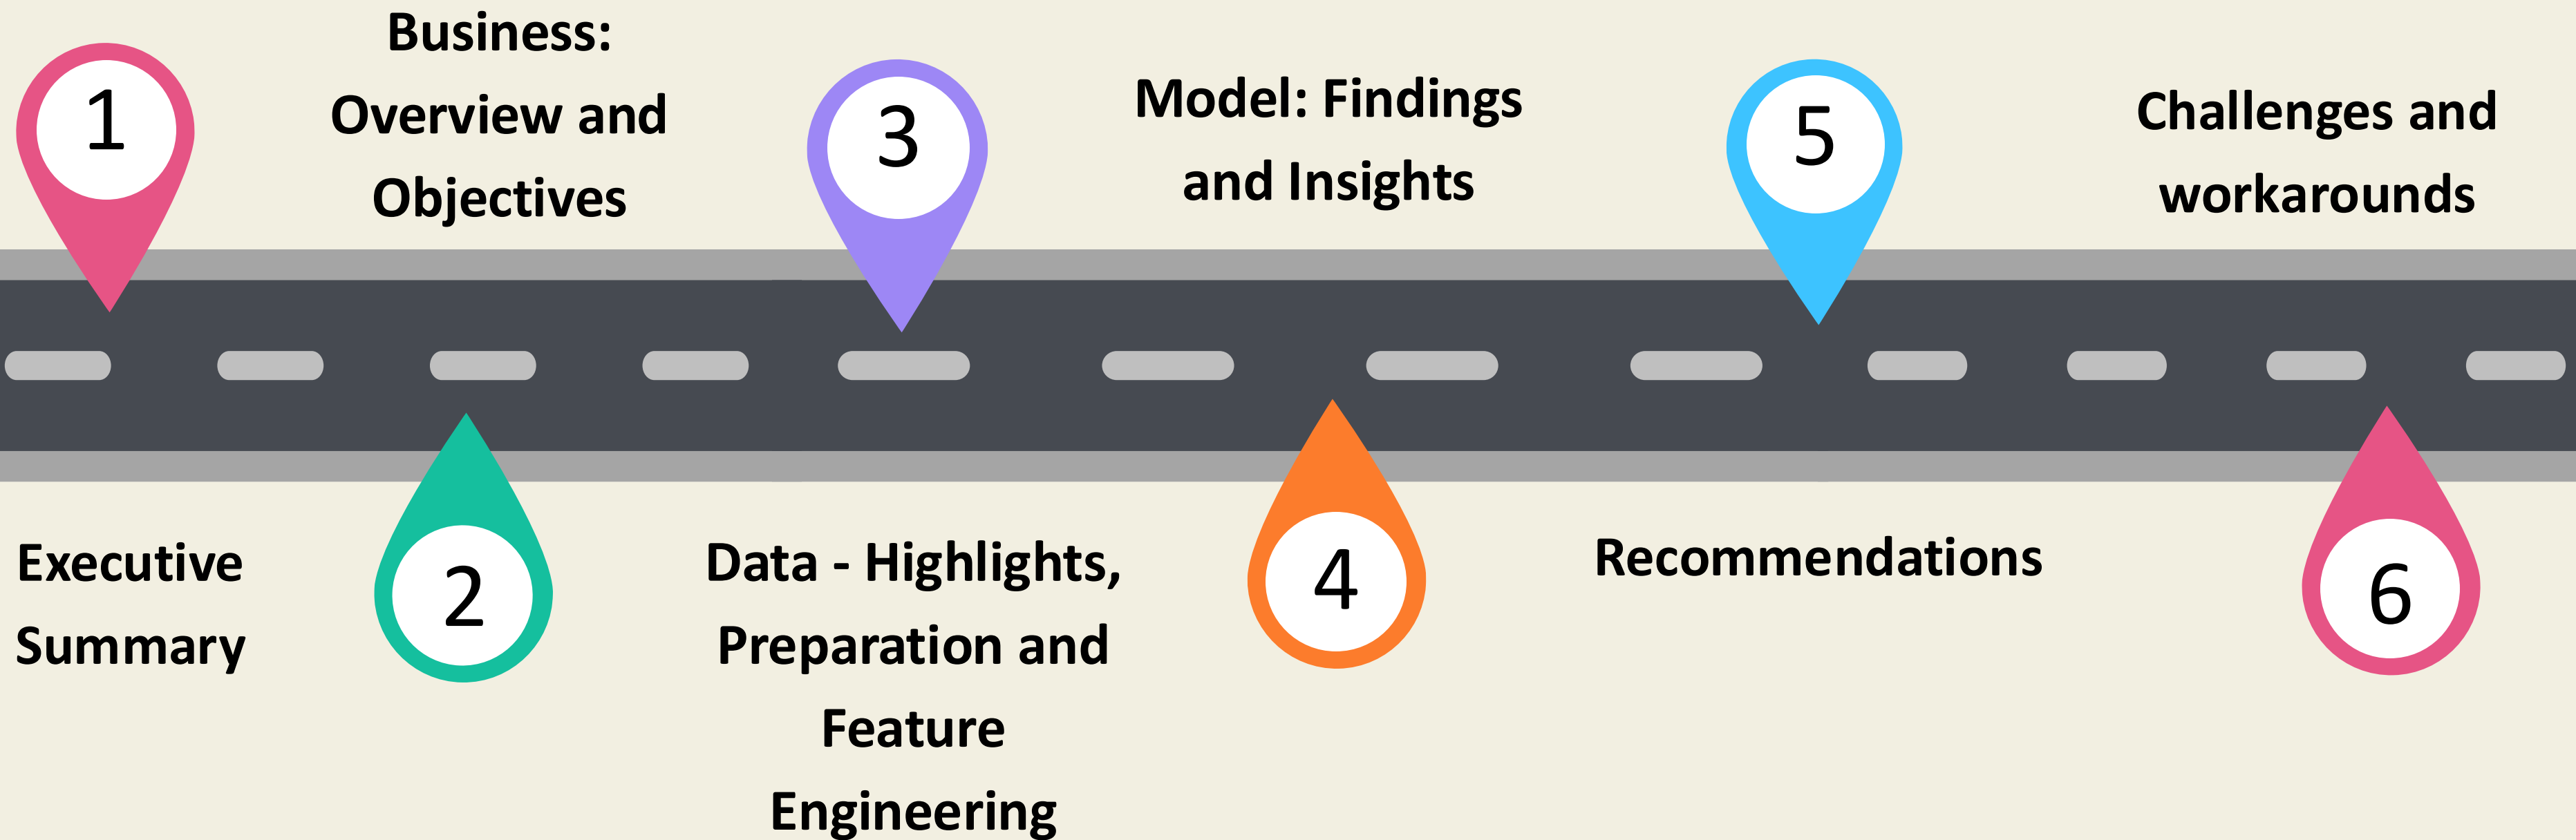 1
Executive
Summary
2
Business:
Overview and
Objectives
3
Data - Highlights,
Preparation and
Feature
Engineering
4
Model: Findings
and Insights
5
Recommendations
6
Challenges and
workarounds